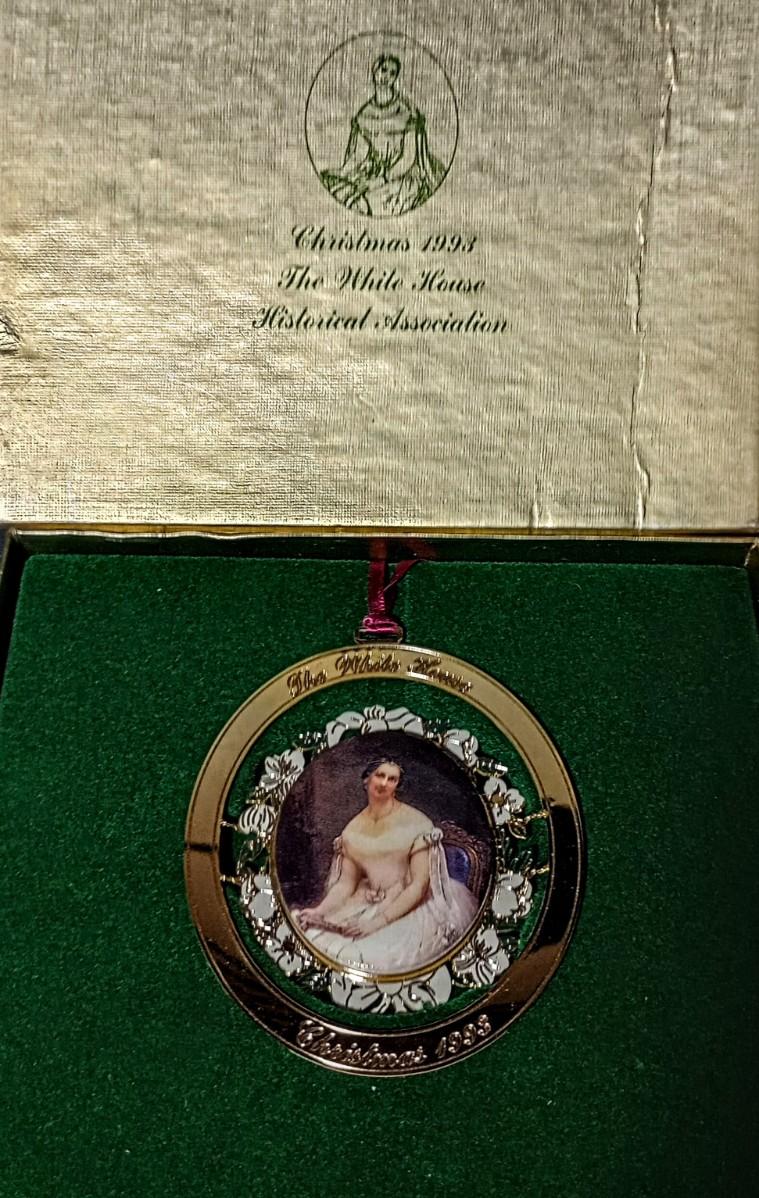 Christmas 1993
The White House
Historical Association
The White House
Christmas 1993